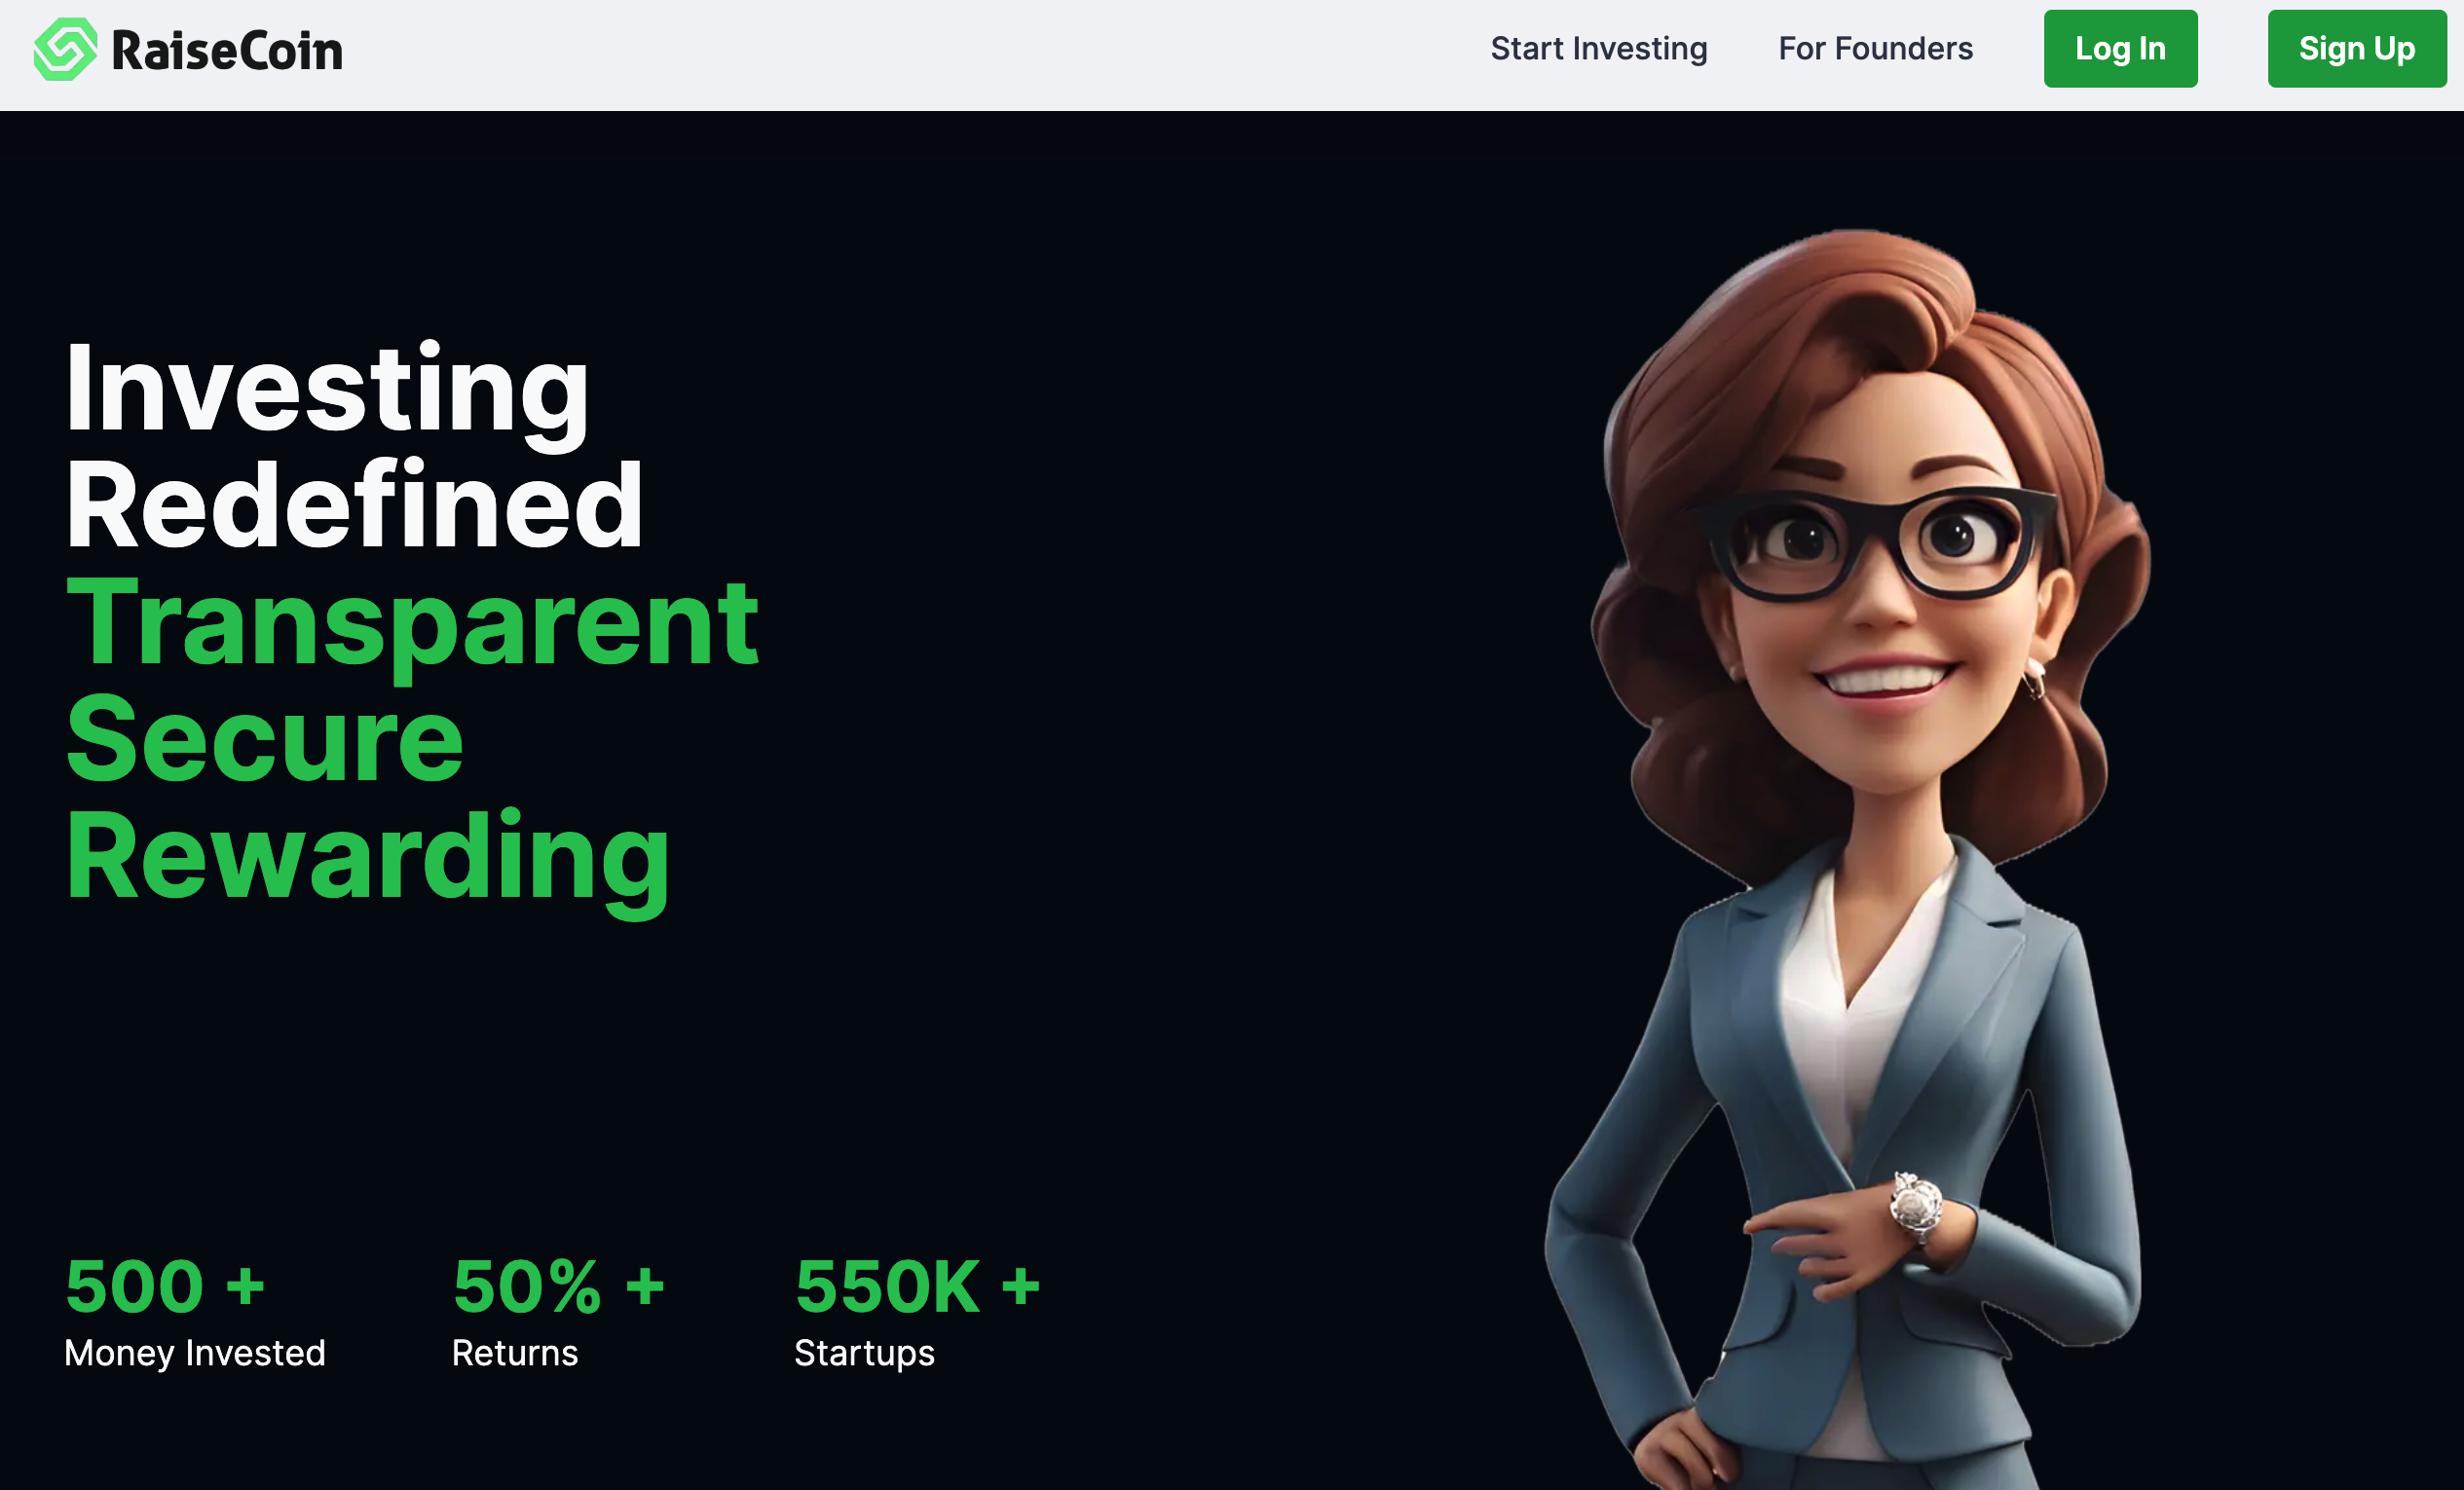 RaiseCoin
Start Investing
For Founders
Log In
Sign Up
Investing
Redefined
Transparent
Secure
Rewarding
500 +
50% +
550K +
Money Invested
Returns
Startups